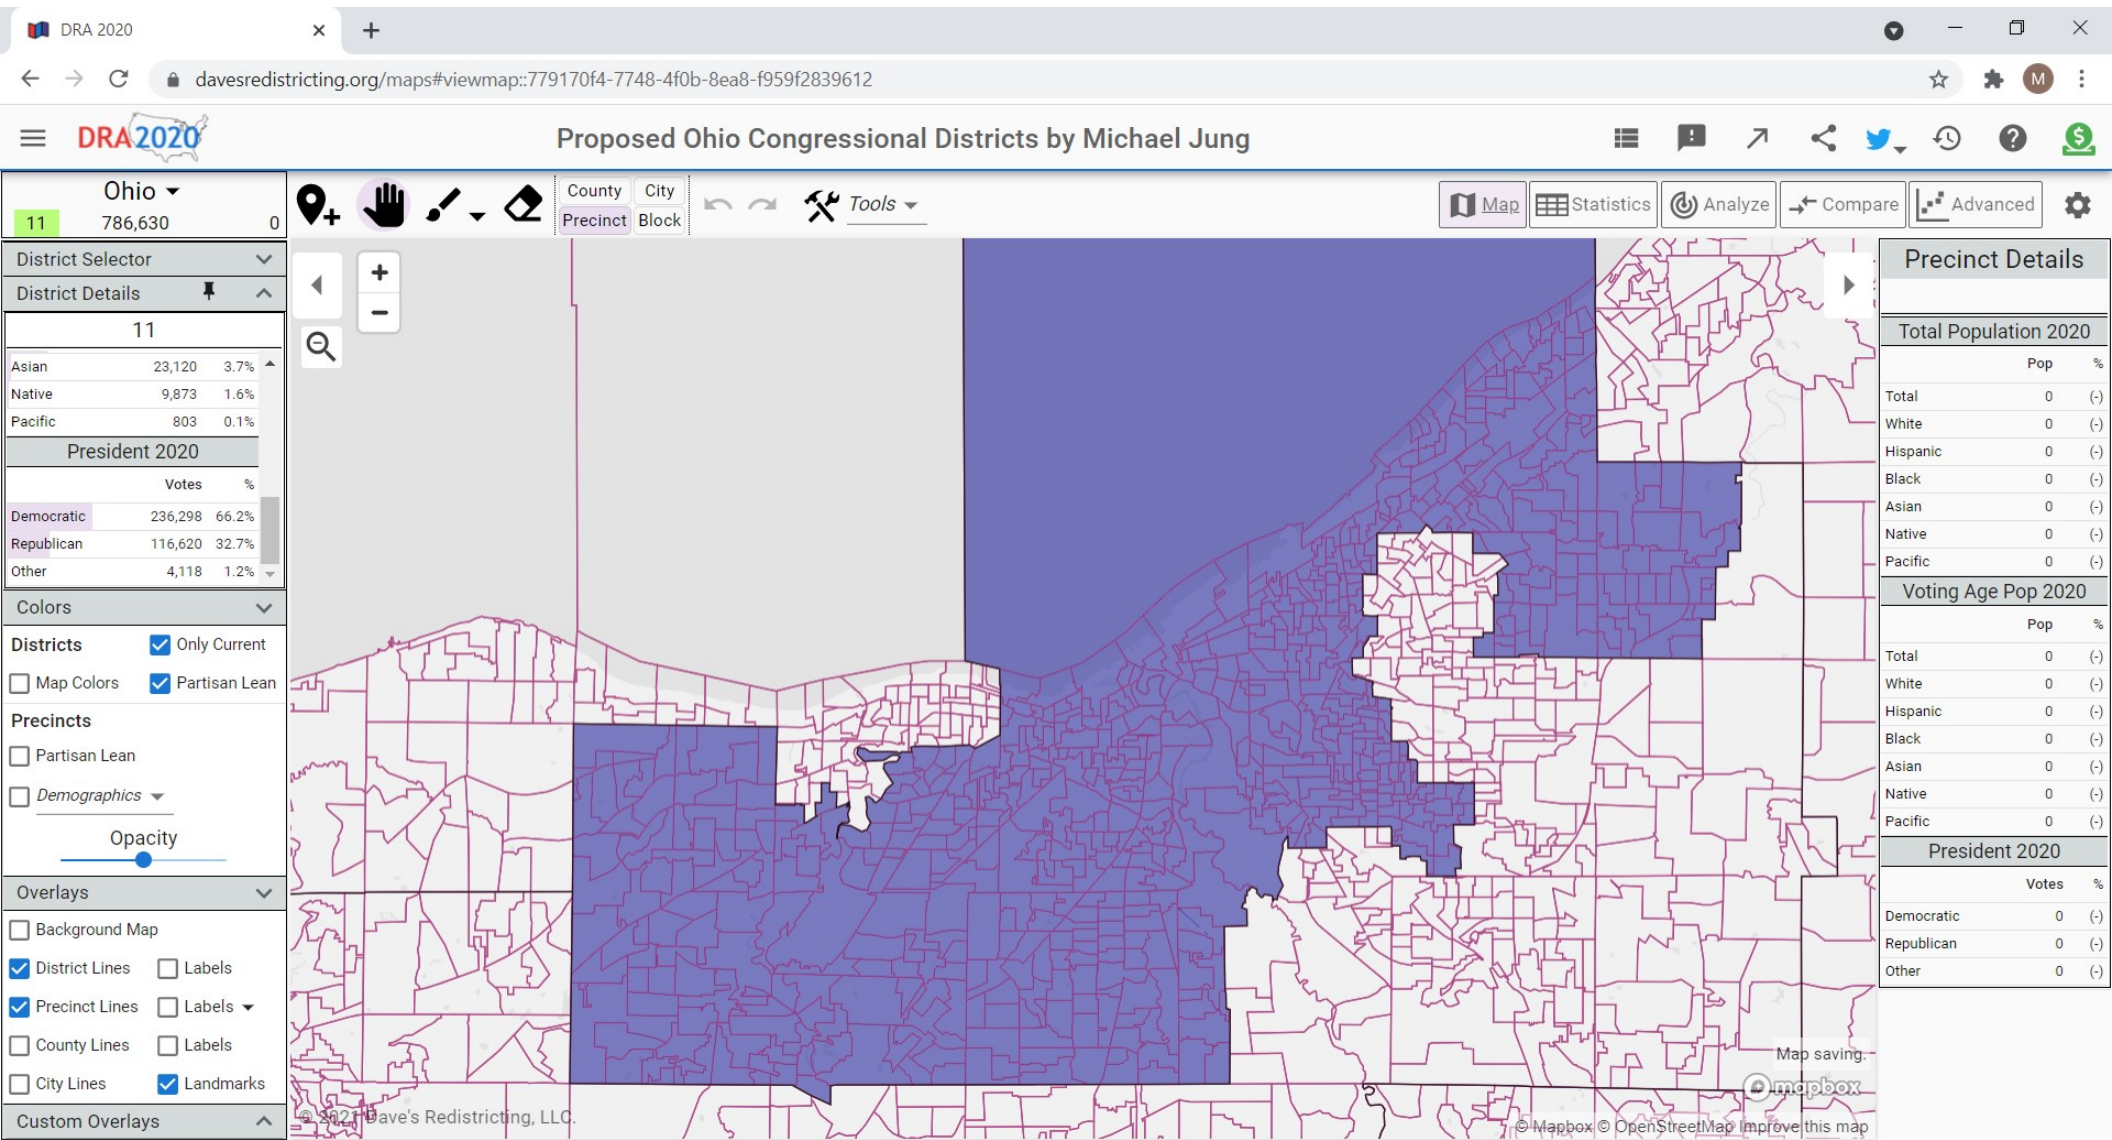 DRA 2020
davesredistricting.org/maps#viewmap::779170f4-7748-4f0b-8ea8-f959f2839612
M
DRA2020
Proposed Ohio Congressional Districts by Michael Jung
Ohio
11 786,630 0
County City
Precinct Block
Tools
Map Statistics Analyze Compare Advanced
District Selector
District Details
11
Asian 23,120 3.7%
Native 9,873 1.6%
Pacific 803 0.1%
President 2020
Votes %
Democratic 236,298 66.2%
Republican 116,620 32.7%
Other 4,118 1.2%
Colors
Districts Only Current
Map Colors Partisan Lean
Precincts
Partisan Lean
Demographics
Opacity
Overlays
Background Map
District Lines Labels
Precinct Lines Labels
County Lines Labels
City Lines Landmarks
Custom Overlays
Map saving.
mapbox
© 2021 Dave's Redistricting, LLC.
© Mapbox © OpenStreetMap Improve this map
Precinct Details
Total Population 2020
Pop %
Total 0 (-)
White 0 (-)
Hispanic 0 (-)
Black 0 (-)
Asian 0 (-)
Native 0 (-)
Pacific 0 (-)
Voting Age Pop 2020
Pop %
Total 0 (-)
White 0 (-)
Hispanic 0 (-)
Black 0 (-)
Asian 0 (-)
Native 0 (-)
Pacific 0 (-)
President 2020
Votes %
Democratic 0 (-)
Republican 0 (-)
Other 0 (-)